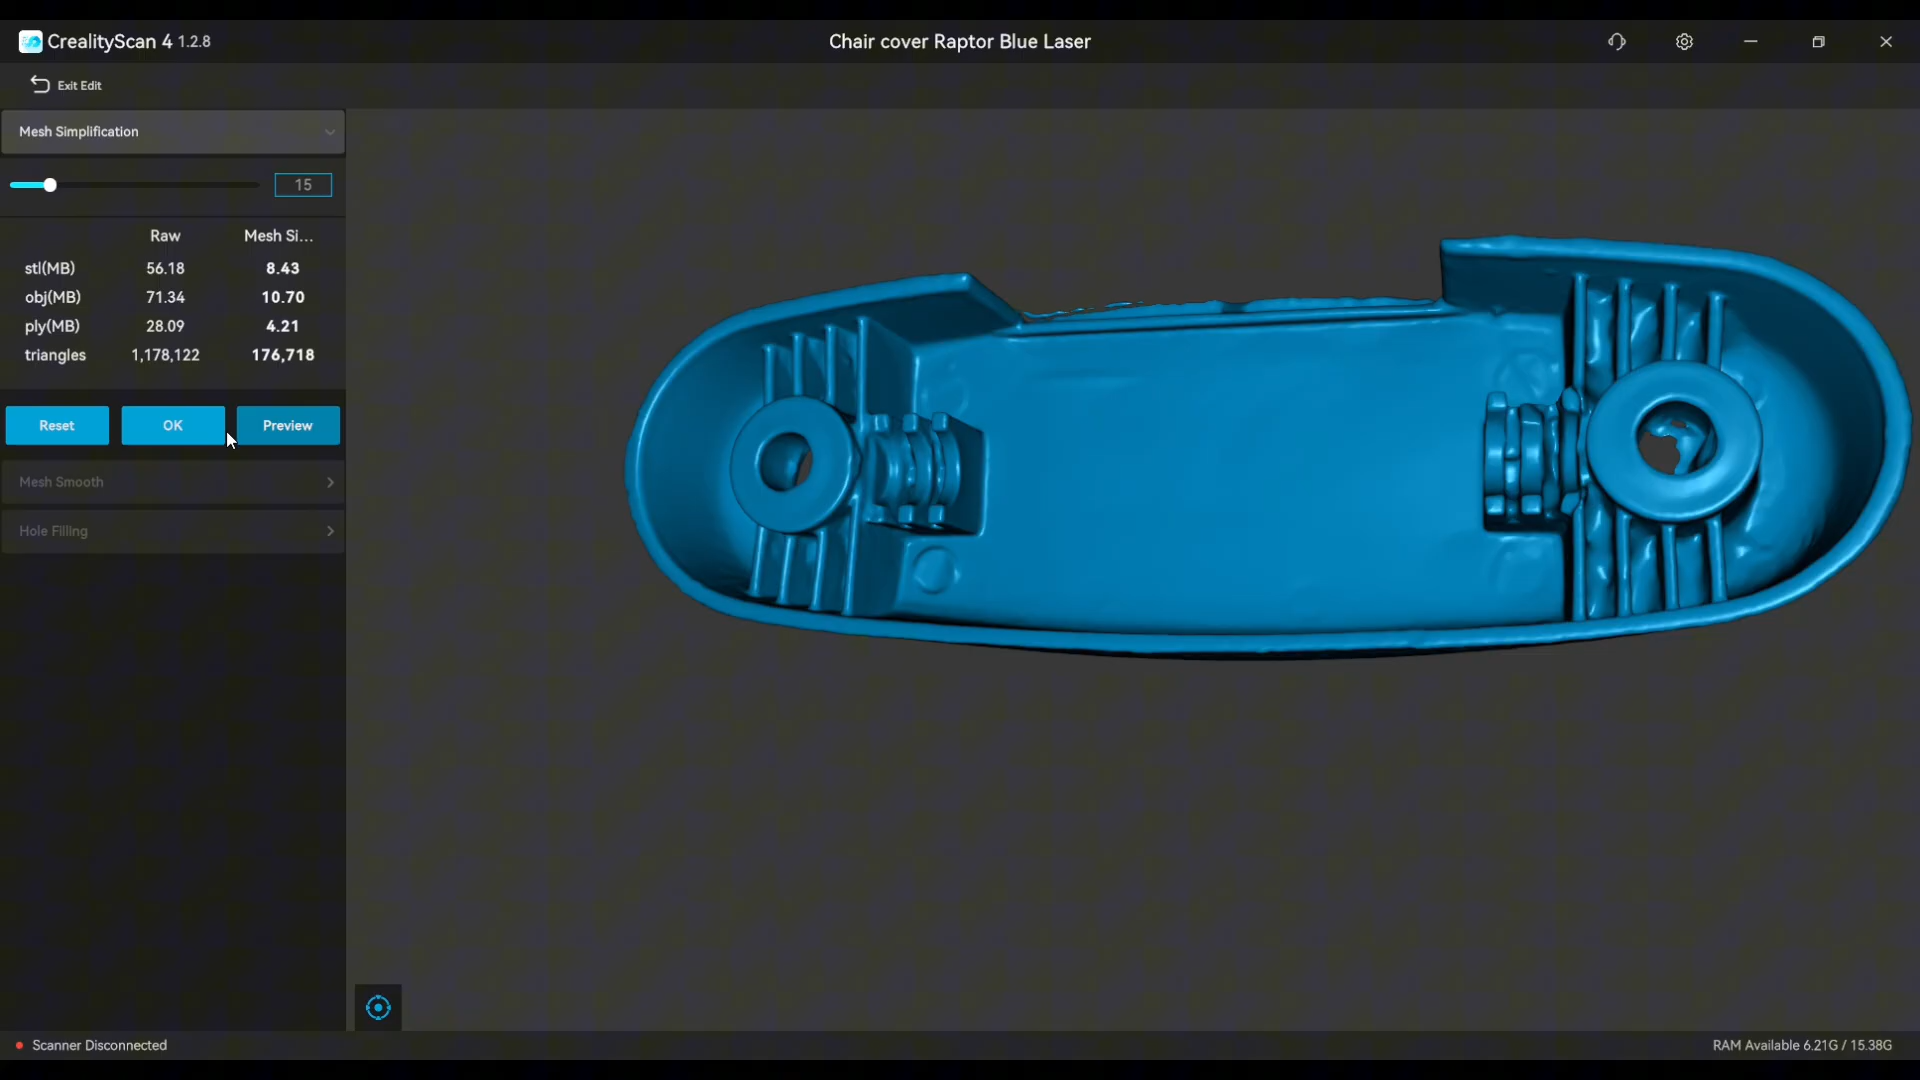 CrealityScan 4 1.2.8
Chair cover Raptor Blue Laser
Exit Edit
Mesh Simplification
15
Raw Mesh Si...
stl(MB) 56.18 8.43
obj(MB) 71.34 10.70
ply(MB) 28.09 4.21
triangles 1,178,122 176,718
Reset OK Preview
Mesh Smooth
Hole Filling
Scanner Disconnected
RAM Available 6.21G / 15.38G